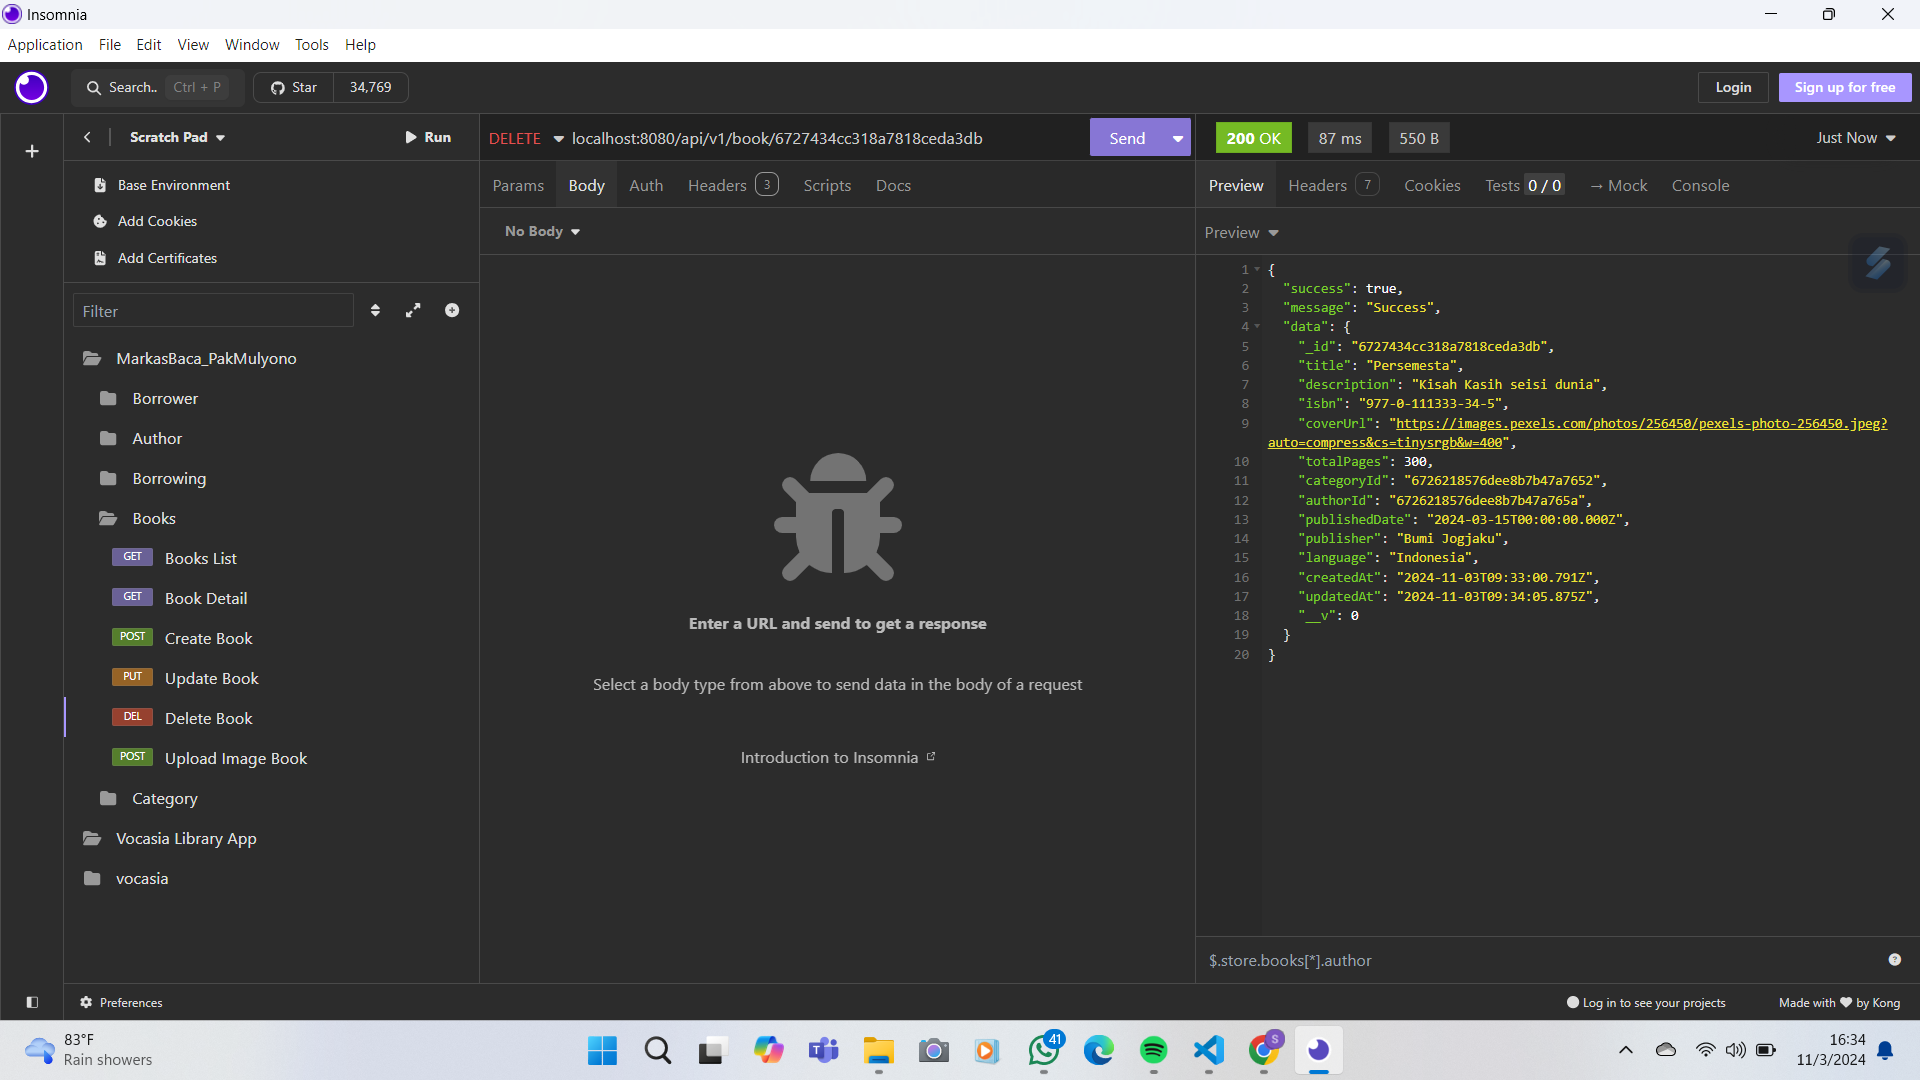 Insomnia
Application File Edit View Window Tools Help
Search.. Ctrl + P Star 34,769 Login Sign up for free
Scratch Pad Run
Base Environment
Add Cookies
Add Certificates
Filter
MarkasBaca_PakMulyono
Borrower
Author
Borrowing
Books
GET Books List
GET Book Detail
POST Create Book
PUT Update Book
DEL Delete Book
POST Upload Image Book
Category
Vocasia Library App
vocasia
DELETE localhost:8080/api/v1/book/6727434cc318a7818ceda3db Send
Params Body Auth Headers 3 Scripts Docs
No Body
Enter a URL and send to get a response
Select a body type from above to send data in the body of a request
Introduction to Insomnia
200 OK 87 ms 550 B Just Now
Preview Headers 7 Cookies Tests 0 / 0 → Mock Console
Preview
1 {
2 "success": true,
3 "message": "Success",
4 "data": {
5 "_id": "6727434cc318a7818ceda3db",
6 "title": "Persemesta",
7 "description": "Kisah Kasih seisi dunia",
8 "isbn": "977-0-111333-34-5",
9 "coverUrl": "https://images.pexels.com/photos/256450/pexels-photo-256450.jpeg?
auto=compress&cs=tinysrgb&w=400",
10 "totalPages": 300,
11 "categoryId": "6726218576dee8b7b47a7652",
12 "authorId": "6726218576dee8b7b47a765a",
13 "publishedDate": "2024-03-15T00:00:00.000Z",
14 "publisher": "Bumi Jogjaku",
15 "language": "Indonesia",
16 "createdAt": "2024-11-03T09:33:00.791Z",
17 "updatedAt": "2024-11-03T09:34:05.875Z",
18 "__v": 0
19 }
20 }
$.store.books[*].author
Preferences Log in to see your projects Made with ♥ by Kong
83°F
Rain showers
41
S
16:34
11/3/2024